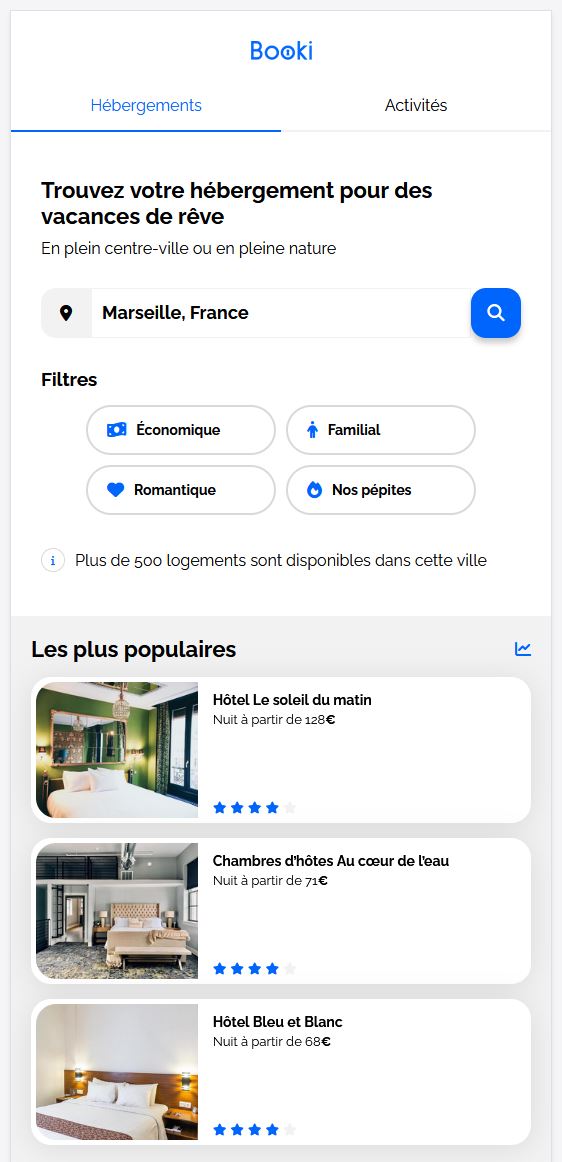 Booki
Hébergements
Activités
Trouvez votre hébergement pour des
vacances de rêve
En plein centre-ville ou en pleine nature
Marseille, France
Filtres
Économique
Familial
Romantique
Nos pépites
Plus de 500 logements sont disponibles dans cette ville
Les plus populaires
Hôtel Le soleil du matin
Nuit à partir de 128€
Chambres d'hôtes Au cœur de l'eau
Nuit à partir de 71€
Hôtel Bleu et Blanc
Nuit à partir de 68€